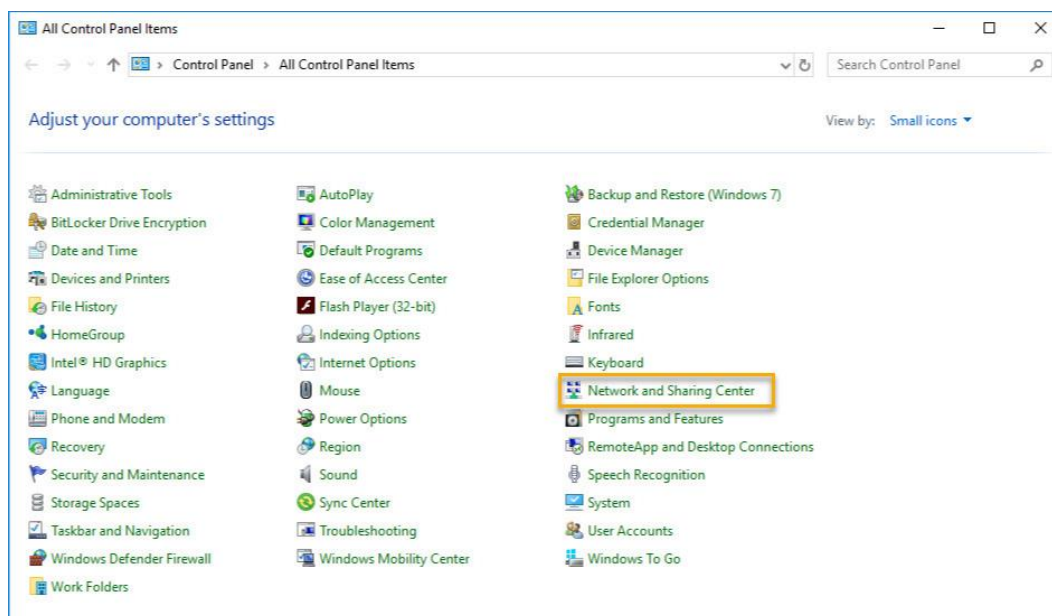 All Control Panel Items
Control Panel > All Control Panel Items
Search Control Panel
Adjust your computer's settings
View by: Small icons
Administrative Tools
AutoPlay
Backup and Restore (Windows 7)
BitLocker Drive Encryption
Color Management
Credential Manager
Date and Time
Default Programs
Device Manager
Devices and Printers
Ease of Access Center
File Explorer Options
File History
Flash Player (32-bit)
Fonts
HomeGroup
Indexing Options
Infrared
Intel® HD Graphics
Internet Options
Keyboard
Language
Mouse
Network and Sharing Center
Phone and Modem
Power Options
Programs and Features
Recovery
Region
RemoteApp and Desktop Connections
Security and Maintenance
Sound
Speech Recognition
Storage Spaces
Sync Center
System
Taskbar and Navigation
Troubleshooting
User Accounts
Windows Defender Firewall
Windows Mobility Center
Windows To Go
Work Folders